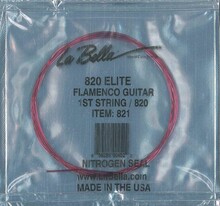 La Bella
820 ELITE
FLAMENCO GUITAR
1ST STRING / 820
ITEM: 821
NITROGEN SEAL
www.labella.com
MADE IN THE USA